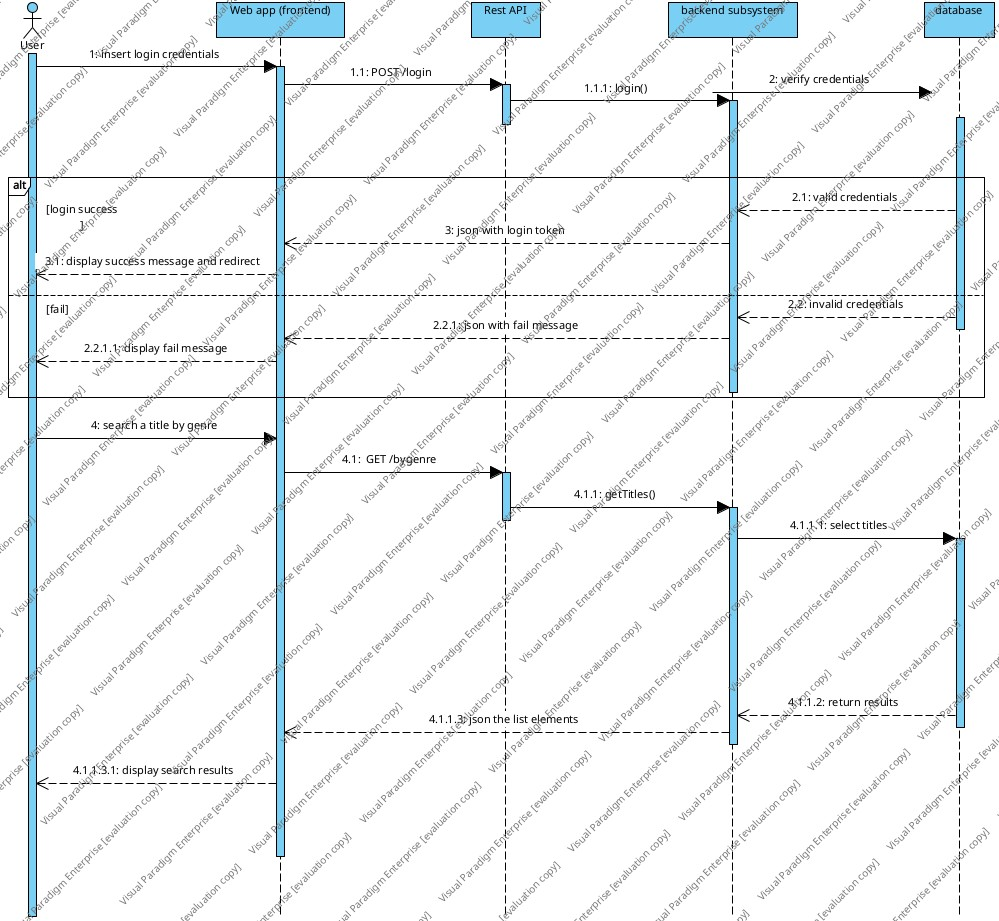 Web app (frontend)
Rest API
backend subsystem
database
User
1: insert login credentials
1.1: POST /login
2: verify credentials
1.1.1: login()
alt
[login success
]
2.1: valid credentials
3: json with login token
3.1: display success message and redirect
[fail]
2.2: invalid credentials
2.2.1: json with fail message
2.2.1.1: display fail message
4: search a title by genre
4.1: GET /bygenre
4.1.1: getTitles()
4.1.1.1: select titles
4.1.1.2: return results
4.1.1.3: json the list elements
4.1.1.3.1: display search results
Visual Paradigm Enterprise [evaluation copy]